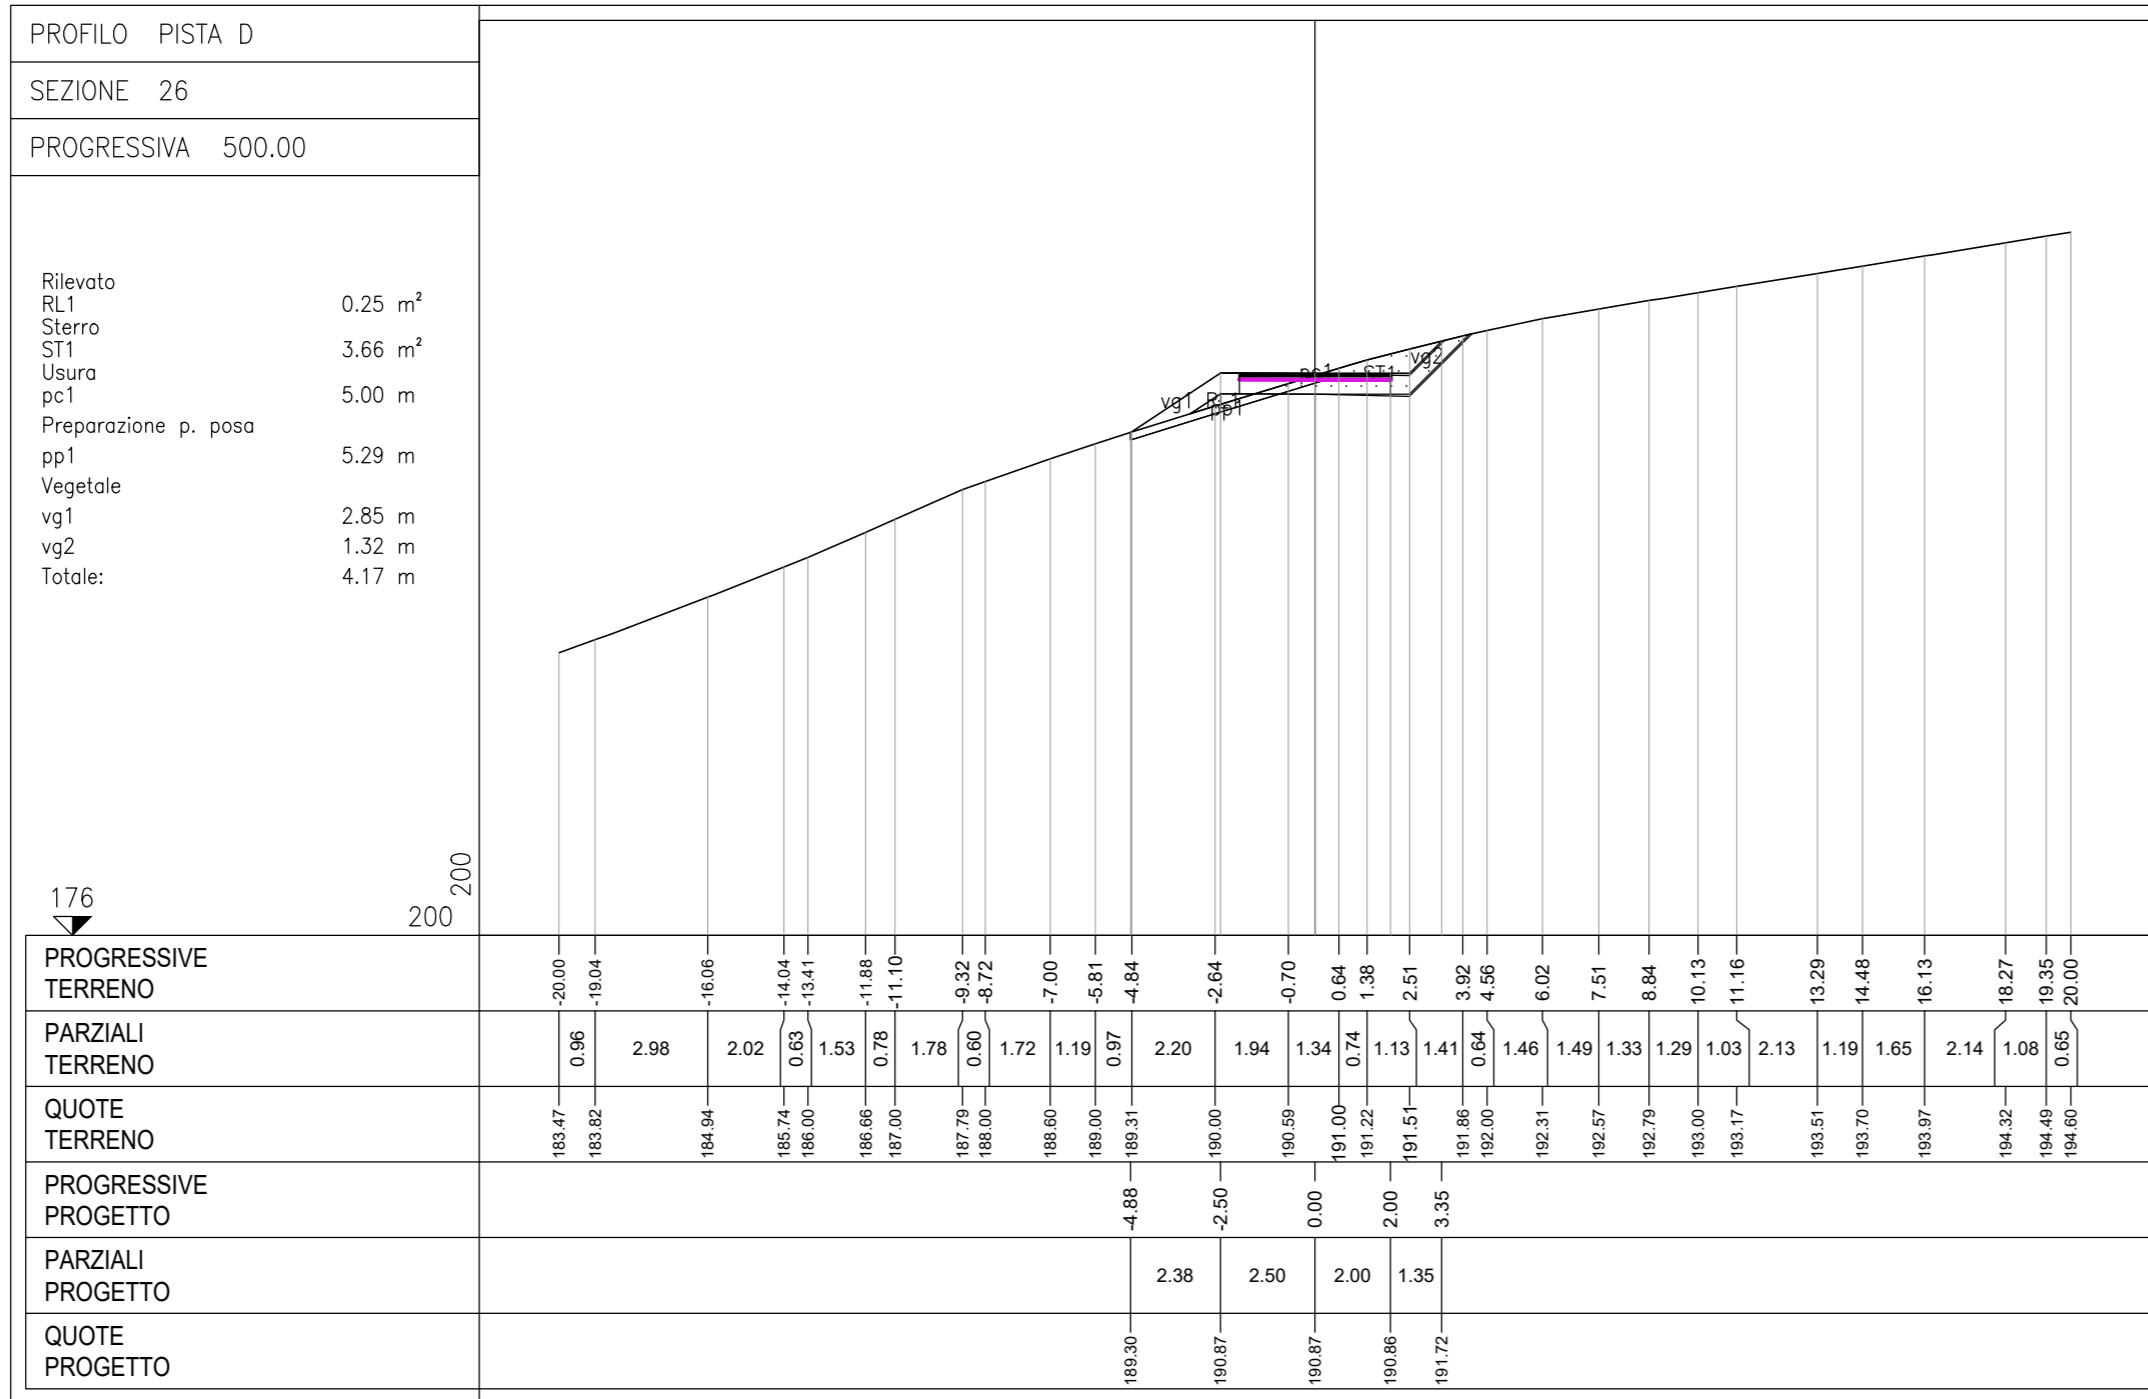 PROFILO PISTA D
SEZIONE 26
PROGRESSIVA 500.00
Rilevato
RL1 0.25 m²
Sterro
ST1 3.66 m²
Usura
pc1 5.00 m
Preparazione p. posa
pp1 5.29 m
Vegetale
vg1 2.85 m
vg2 1.32 m
Totale: 4.17 m
vg1 RL1 pp1 pc1 ST1 vg2
176
200
200
PROGRESSIVE
TERRENO
-20.00 -19.04 -16.06 -14.04 -13.41 -11.88 -11.10 -9.32 -8.72 -7.00 -5.81 -4.84 -2.64 -0.70 0.64 1.38 2.51 3.92 4.56 6.02 7.51 8.84 10.13 11.16 13.29 14.48 16.13 18.27 19.35 20.00
PARZIALI
TERRENO
0.96 2.98 2.02 0.63 1.53 0.78 1.78 0.60 1.72 1.19 0.97 2.20 1.94 1.34 0.74 1.13 1.41 0.64 1.46 1.49 1.33 1.29 1.03 2.13 1.19 1.65 2.14 1.08 0.65
QUOTE
TERRENO
183.47 183.82 184.94 185.74 186.00 186.66 187.00 187.79 188.00 188.60 189.00 189.31 190.00 190.59 191.00 191.22 191.51 191.86 192.00 192.31 192.57 192.79 193.00 193.17 193.51 193.70 193.97 194.32 194.49 194.60
PROGRESSIVE
PROGETTO
-4.88 -2.50 0.00 2.00 3.35
PARZIALI
PROGETTO
2.38 2.50 2.00 1.35
QUOTE
PROGETTO
189.30 190.87 190.87 190.86 191.72